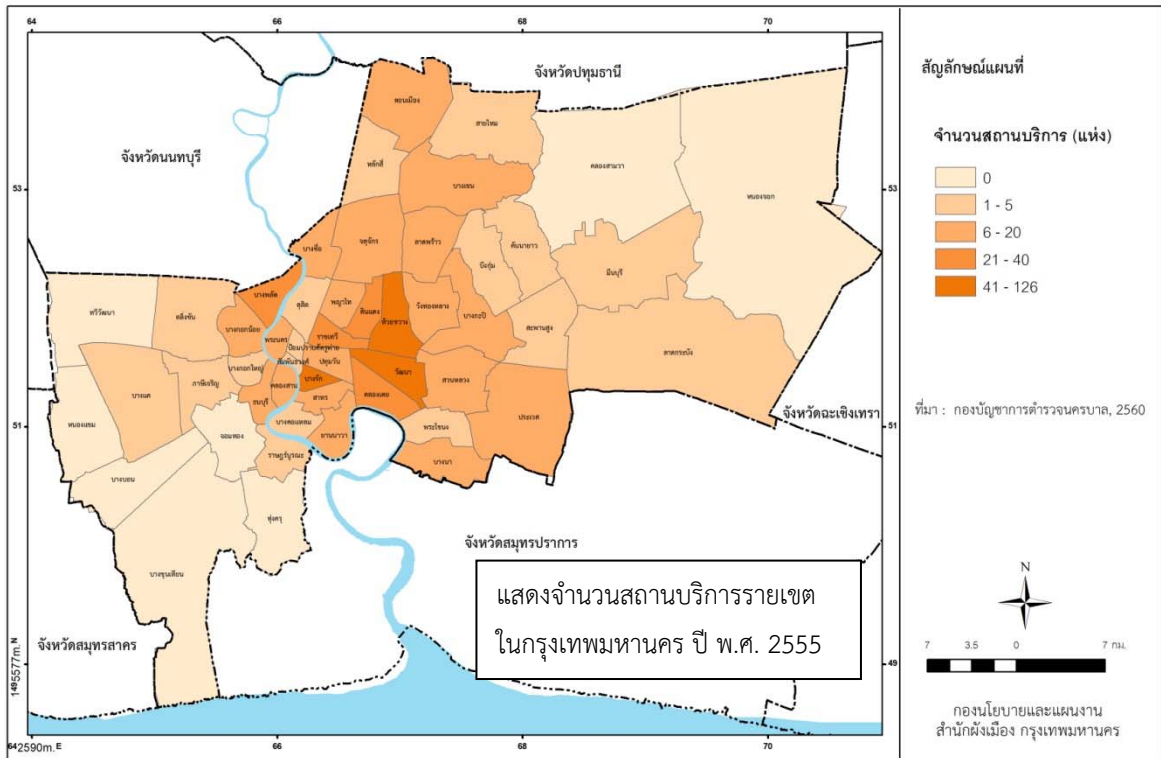 64
66
68
70
จังหวัดปทุมธานี
จังหวัดนนทบุรี
ดอนเมือง
สายไหม
หลักสี่
คลองสามวา
หนองจอก
บางเขน
53
53
จตุจักร
ลาดพร้าว
คันนายาว
บางซื่อ
บึงกุ่ม
มีนบุรี
ทวีวัฒนา
ตลิ่งชัน
บางพลัด
ดุสิต
พญาไท
ดินแดง
ห้วยขวาง
วังทองหลาง
บางกะปิ
สะพานสูง
บางกอกน้อย
พระนคร
ราชเทวี
ป้อมปราบศัตรูพ่าย
ลาดกระบัง
บางแค
ภาษีเจริญ
บางกอกใหญ่
สัมพันธวงศ์
ปทุมวัน
วัฒนา
สวนหลวง
คลองสาน
บางรัก
ธนบุรี
สาทร
คลองเตย
ประเวศ
จังหวัดฉะเชิงเทรา
หนองแขม
จอมทอง
บางคอแหลม
ยานนาวา
พระโขนง
51
51
ราษฎร์บูรณะ
บางนา
บางบอน
ทุ่งครุ
บางขุนเทียน
จังหวัดสมุทรปราการ
จังหวัดสมุทรสาคร
แสดงจำนวนสถานบริการรายเขต
ในกรุงเทพมหานคร ปี พ.ศ. 2555
1495577m.N
49
642590m.E
66
68
70
สัญลักษณ์แผนที่
จำนวนสถานบริการ (แห่ง)
0
1 - 5
6 - 20
21 - 40
41 - 126
ที่มา : กองบัญชาการตำรวจนครบาล, 2560
N
7 3.5 0 7 กม.
กองนโยบายและแผนงาน
สำนักผังเมือง กรุงเทพมหานคร